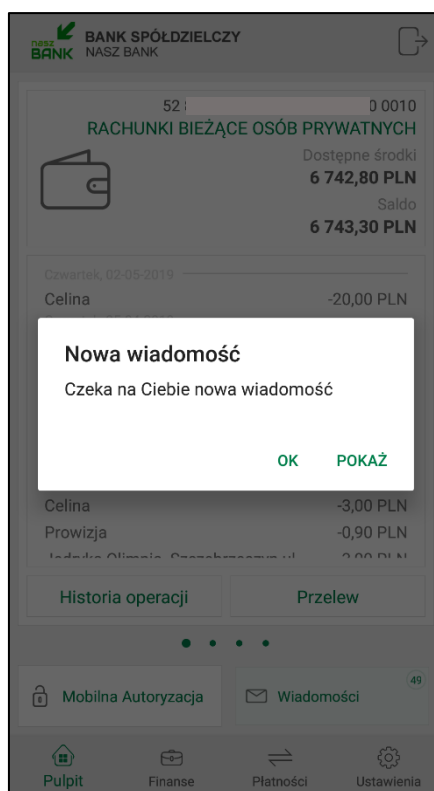 nasz
BANK
BANK SPÓŁDZIELCZY
NASZ BANK
52 0 0010
RACHUNKI BIEŻĄCE OSÓB PRYWATNYCH
Dostępne środki
6 742,80 PLN
Saldo
6 743,30 PLN
Czwartek, 02-05-2019
Celina -20,00 PLN
Nowa wiadomość
Czeka na Ciebie nowa wiadomość
OK POKAŻ
Celina -3,00 PLN
Prowizja -0,90 PLN
Historia operacji Przelew
Mobilna Autoryzacja Wiadomości 49
Pulpit Finanse Płatności Ustawienia